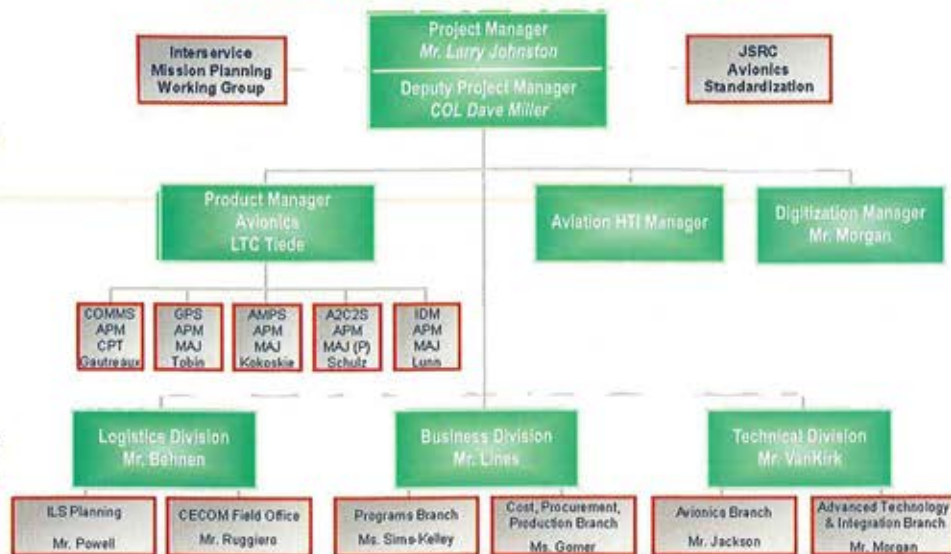 Project Manager
Mr. Larry Johnston
Deputy Project Manager
COL Dave Miller
Interservice
Mission Planning
Working Group
JSRC
Avionics
Standardization
Product Manager
Avionics
LTC Tiede
Aviation HTI Manager
Digitization Manager
Mr. Morgan
COMMS
APM
CPT
Gautreaux
GPS
APM
MAJ
Tobin
AMPS
APM
MAJ
Kokoskie
A2C2S
APM
MAJ (P)
Schulz
IDM
APM
MAJ
Lunn
Logistics Division
Mr. Behnen
Business Division
Mr. Lines
Technical Division
Mr. VanKirk
ILS Planning
Mr. Powell
CECOM Field Office
Mr. Ruggiero
Programs Branch
Ms. Sims-Kelley
Cost, Procurement,
Production Branch
Ms. Gomer
Avionics Branch
Mr. Jackson
Advanced Technology
& Integration Branch
Mr. Morgan